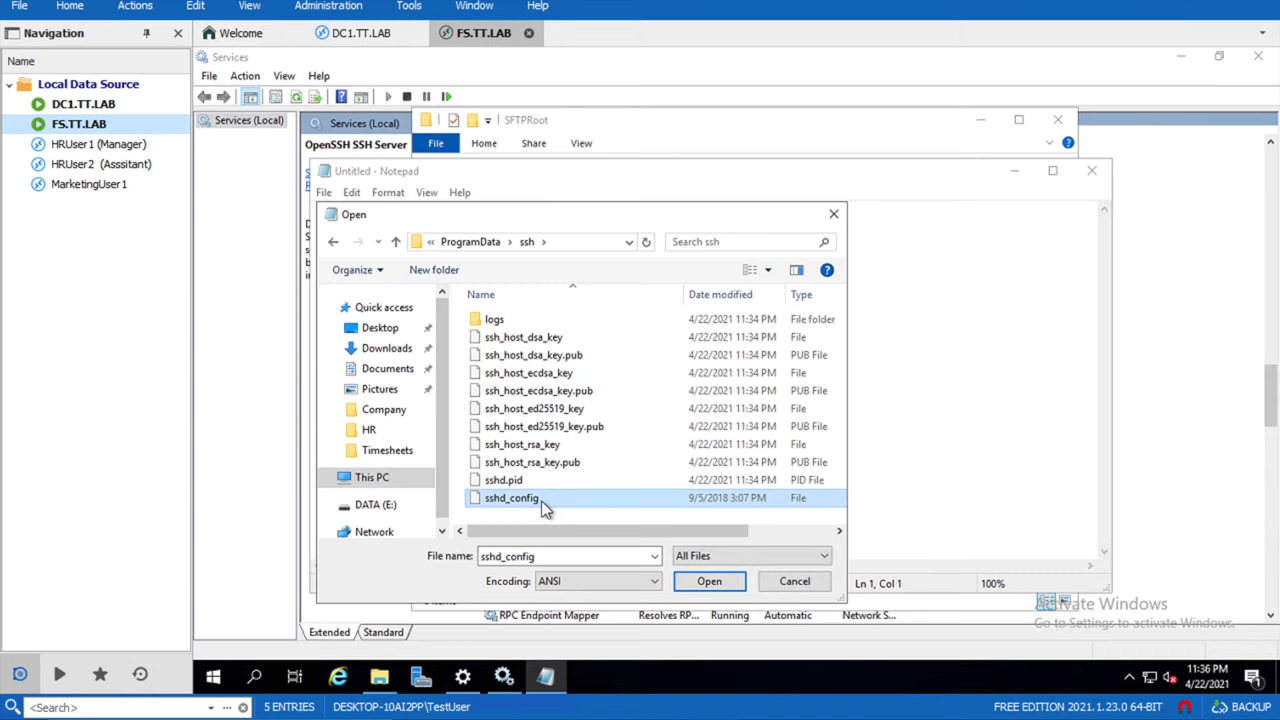 File Home Actions Edit View Administration Tools Window Help
Navigation
Welcome DC1.TT.LAB FS.TT.LAB
Name
Local Data Source
DC1.TT.LAB
FS.TT.LAB
HRUser1 (Manager)
HRUser2 (Asssitant)
MarketingUser1
Services
File Action View Help
Services (Local)
Services (Local)
OpenSSH SSH Server
SFTPRoot
File Home Share View
Untitled - Notepad
File Edit Format View Help
Open
« ProgramData › ssh ›
Search ssh
Organize New folder
Quick access
Desktop
Downloads
Documents
Pictures
Company
HR
Timesheets
This PC
DATA (E:)
Network
Name Date modified Type
logs 4/22/2021 11:34 PM File folder
ssh_host_dsa_key 4/22/2021 11:34 PM File
ssh_host_dsa_key.pub 4/22/2021 11:34 PM PUB File
ssh_host_ecdsa_key 4/22/2021 11:34 PM File
ssh_host_ecdsa_key.pub 4/22/2021 11:34 PM PUB File
ssh_host_ed25519_key 4/22/2021 11:34 PM File
ssh_host_ed25519_key.pub 4/22/2021 11:34 PM PUB File
ssh_host_rsa_key 4/22/2021 11:34 PM File
ssh_host_rsa_key.pub 4/22/2021 11:34 PM PUB File
sshd.pid 4/22/2021 11:34 PM PID File
sshd_config 9/5/2018 3:07 PM File
File name: sshd_config All Files
Encoding: ANSI Open Cancel
Ln 1, Col 1 100%
Activate Windows
Go to Settings to activate Windows.
RPC Endpoint Mapper Resolves RP... Running Automatic Network S...
Extended Standard
11:36 PM
4/22/2021
1
<Search> 5 ENTRIES DESKTOP-10AI2PP\TestUser FREE EDITION 2021.1.23.0 64-BIT BACKUP